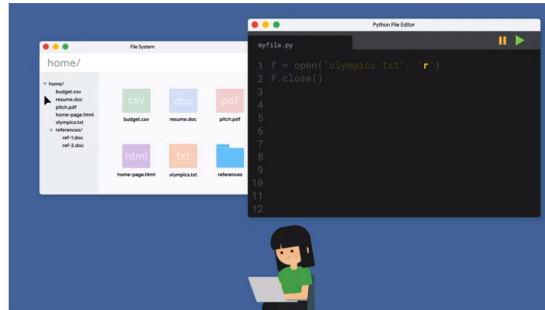 File System
home/
home/
budget.csv
resume.doc
pitch.pdf
home-page.html
olympics.txt
references/
ref-1.doc
ref-2.doc
csv
doc
pdf
budget.csv
resume.doc
pitch.pdf
html
txt
home-page.html
olympics.txt
references
Python File Editor
myfile.py
1 f = open("olympics.txt", "r")
2 f.close()
3
4
5
6
7
8
9
10
11
12